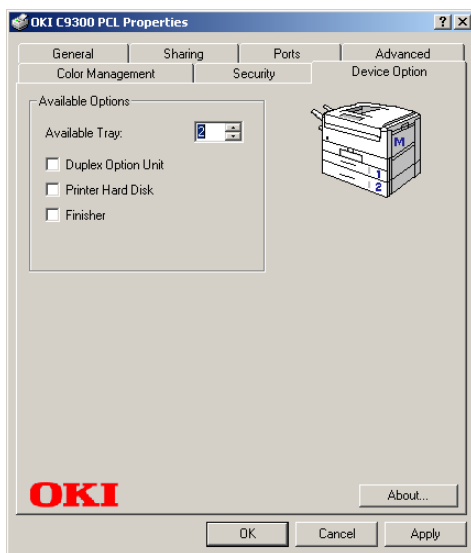 OKI C9300 PCL Properties
General Sharing Ports Advanced
Color Management Security Device Option
Available Options
Available Tray: 2
Duplex Option Unit
Printer Hard Disk
Finisher
M
1
2
OKI
About...
OK Cancel Apply